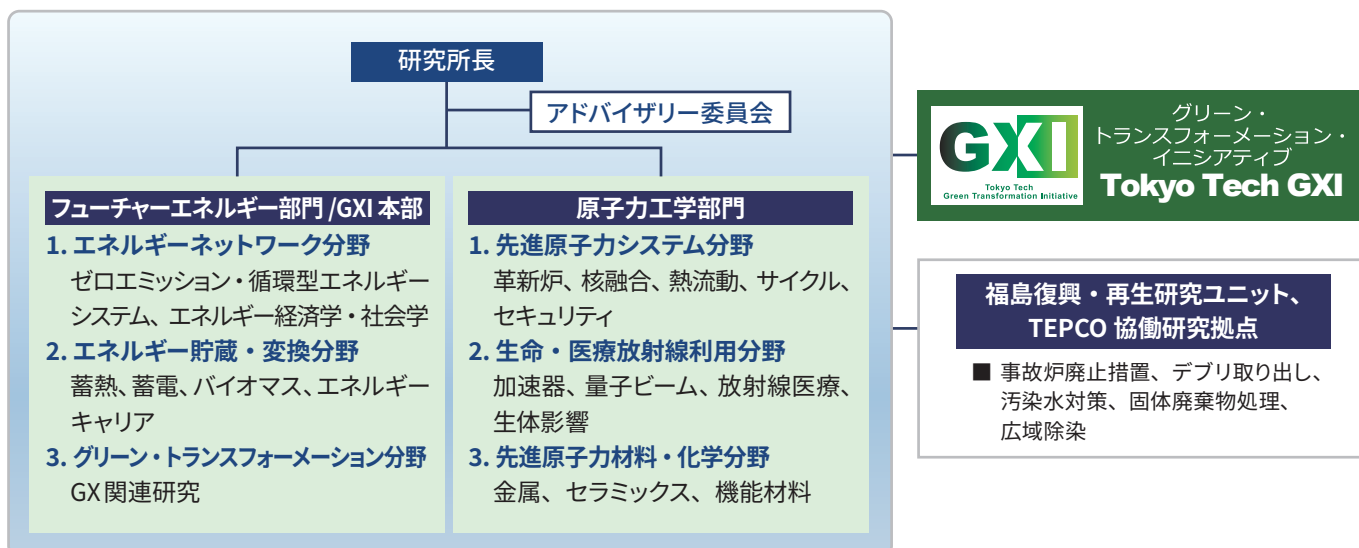 研究所長
アドバイザリー委員会
フューチャーエネルギー部門/GXI本部
1. エネルギーネットワーク分野
ゼロエミッション・循環型エネルギー
システム、エネルギー経済学・社会学
2. エネルギー貯蔵・変換分野
蓄熱、蓄電、バイオマス、エネルギー
キャリア
3. グリーン・トランスフォーメーション分野
GX関連研究
原子力工学部門
1. 先進原子力システム分野
革新炉、核融合、熱流動、サイクル、
セキュリティ
2. 生命・医療放射線利用分野
加速器、量子ビーム、放射線医療、
生体影響
3. 先進原子力材料・化学分野
金属、セラミックス、機能材料
GXI
Tokyo Tech
Green Transformation Initiative
グリーン・
トランスフォーメーション・
イニシアティブ
Tokyo Tech GXI
福島復興・再生研究ユニット、
TEPCO 協働研究拠点
■ 事故炉廃止措置、デブリ取り出し、
汚染水対策、固体廃棄物処理、
広域除染